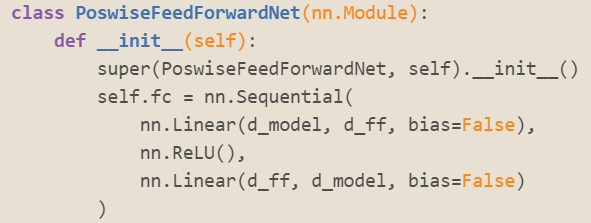 class PoswiseFeedForwardNet(nn.Module):
    def __init__(self):
        super(PoswiseFeedForwardNet, self).__init__()
        self.fc = nn.Sequential(
            nn.Linear(d_model, d_ff, bias=False),
            nn.ReLU(),
            nn.Linear(d_ff, d_model, bias=False)
        )